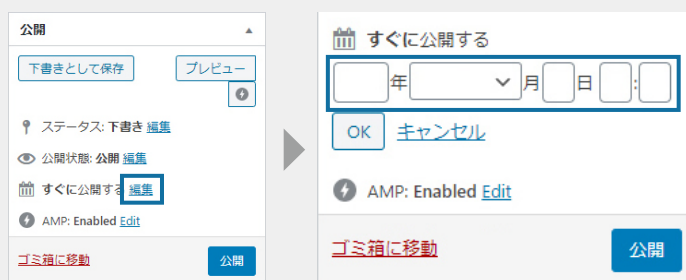 公開
下書きとして保存
プレビュー
ステータス: 下書き 編集
公開状態: 公開 編集
すぐに公開する 編集
AMP: Enabled Edit
ゴミ箱に移動
公開
すぐに公開する
年 月 日 :
OK キャンセル
AMP: Enabled Edit
ゴミ箱に移動
公開